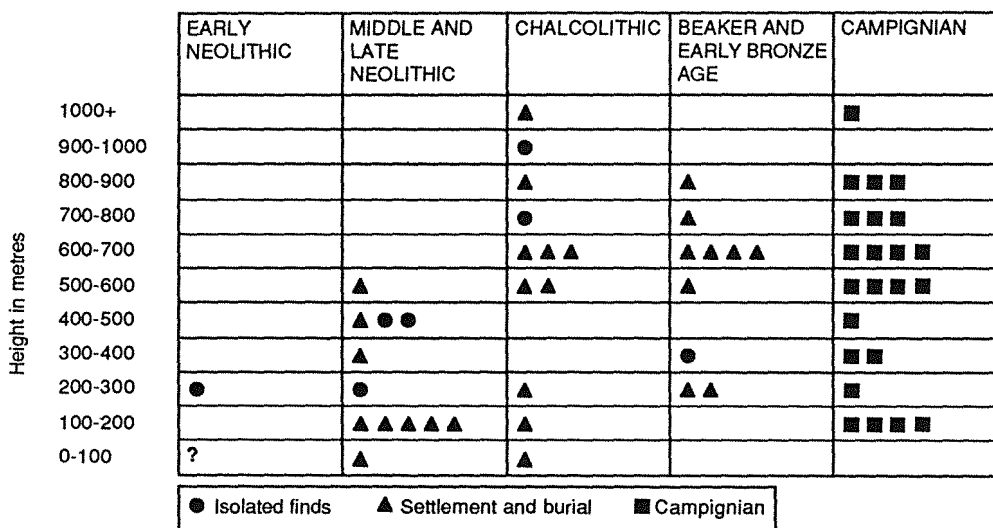 EARLY NEOLITHIC
MIDDLE AND LATE NEOLITHIC
CHALCOLITHIC
BEAKER AND EARLY BRONZE AGE
CAMPIGNIAN
Height in metres
1000+
900-1000
800-900
700-800
600-700
500-600
400-500
300-400
200-300
100-200
0-100
?
Isolated finds
Settlement and burial
Campignian